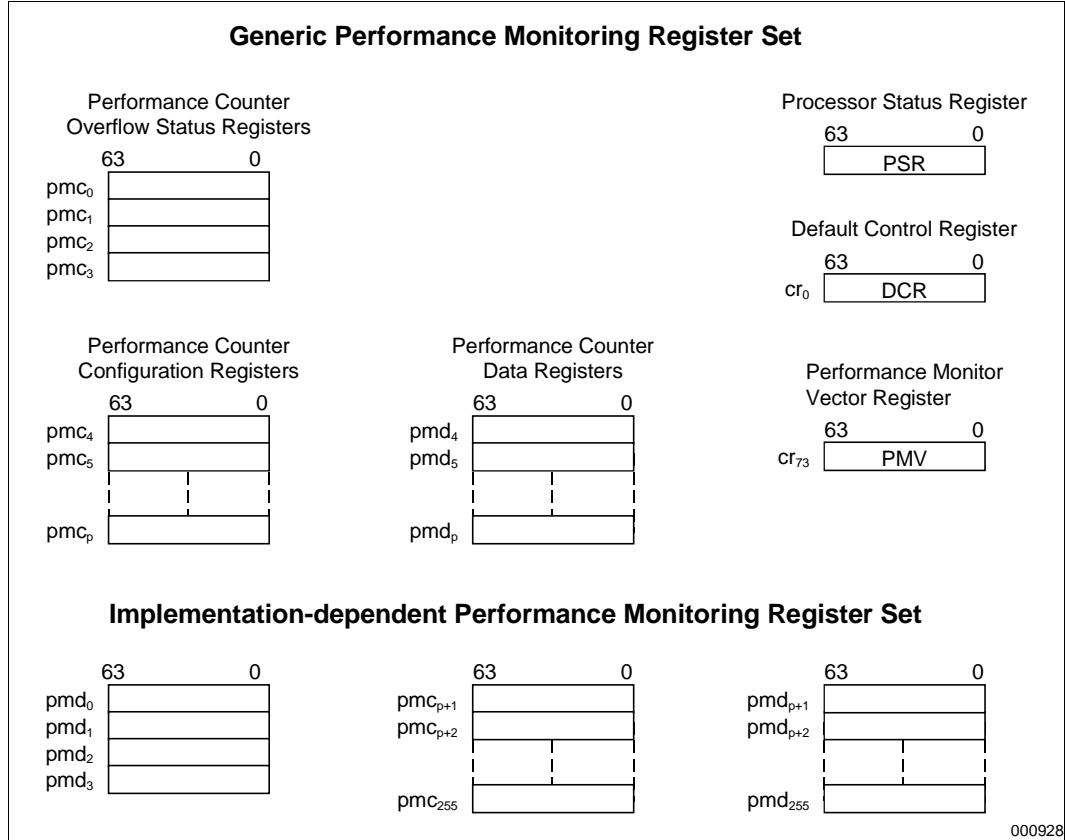 Generic Performance Monitoring Register Set
Performance Counter
Overflow Status Registers
63 0
pmc₀
pmc₁
pmc₂
pmc₃
Processor Status Register
63 0
PSR
Default Control Register
63 0
cr₀ DCR
Performance Counter
Configuration Registers
63 0
pmc₄
pmc₅
pmcₚ
Performance Counter
Data Registers
63 0
pmd₄
pmd₅
pmdₚ
Performance Monitor
Vector Register
63 0
cr₇₃ PMV
Implementation-dependent Performance Monitoring Register Set
63 0
pmd₀
pmd₁
pmd₂
pmd₃
63 0
pmcₚ₊₁
pmcₚ₊₂
pmc₂₅₅
63 0
pmdₚ₊₁
pmdₚ₊₂
pmd₂₅₅
000928